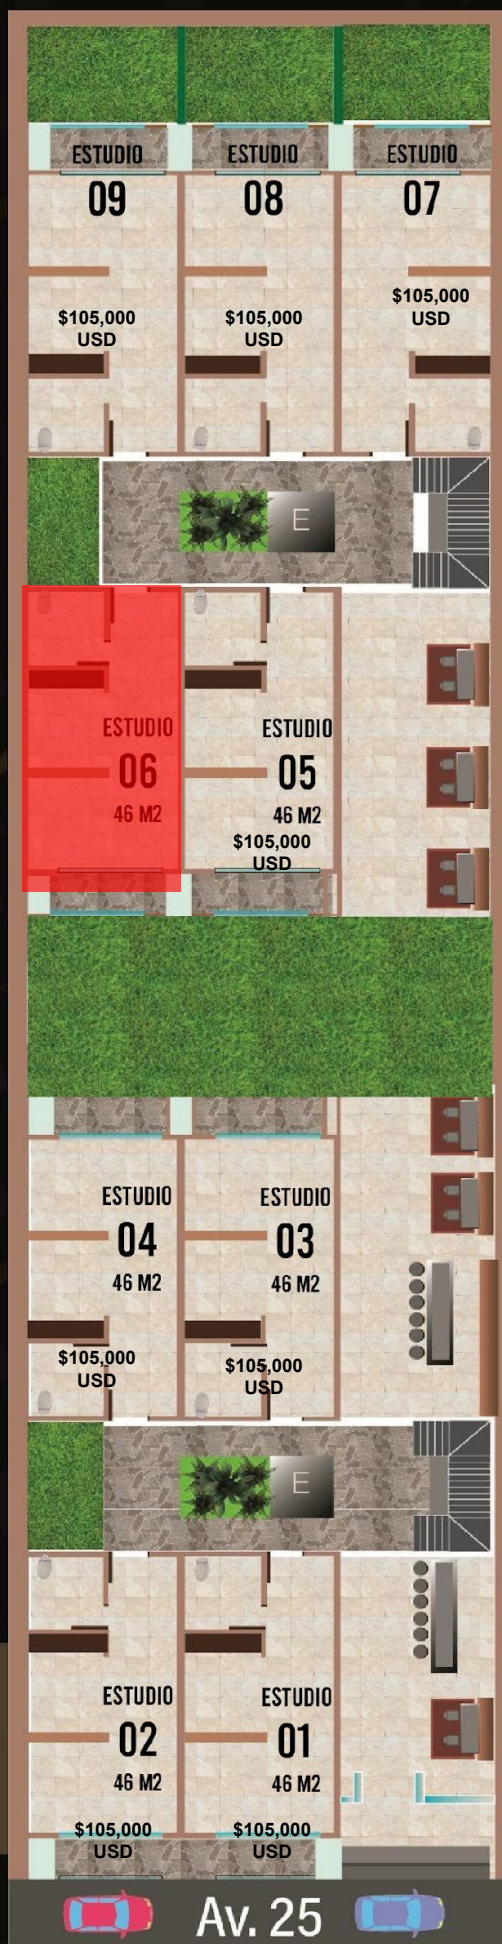 ESTUDIO
09
$105,000
USD
ESTUDIO
08
$105,000
USD
ESTUDIO
07
$105,000
USD
E
ESTUDIO
06
46 M2
ESTUDIO
05
46 M2
$105,000
USD
ESTUDIO
04
46 M2
$105,000
USD
ESTUDIO
03
46 M2
$105,000
USD
E
ESTUDIO
02
46 M2
$105,000
USD
ESTUDIO
01
46 M2
$105,000
USD
Av. 25